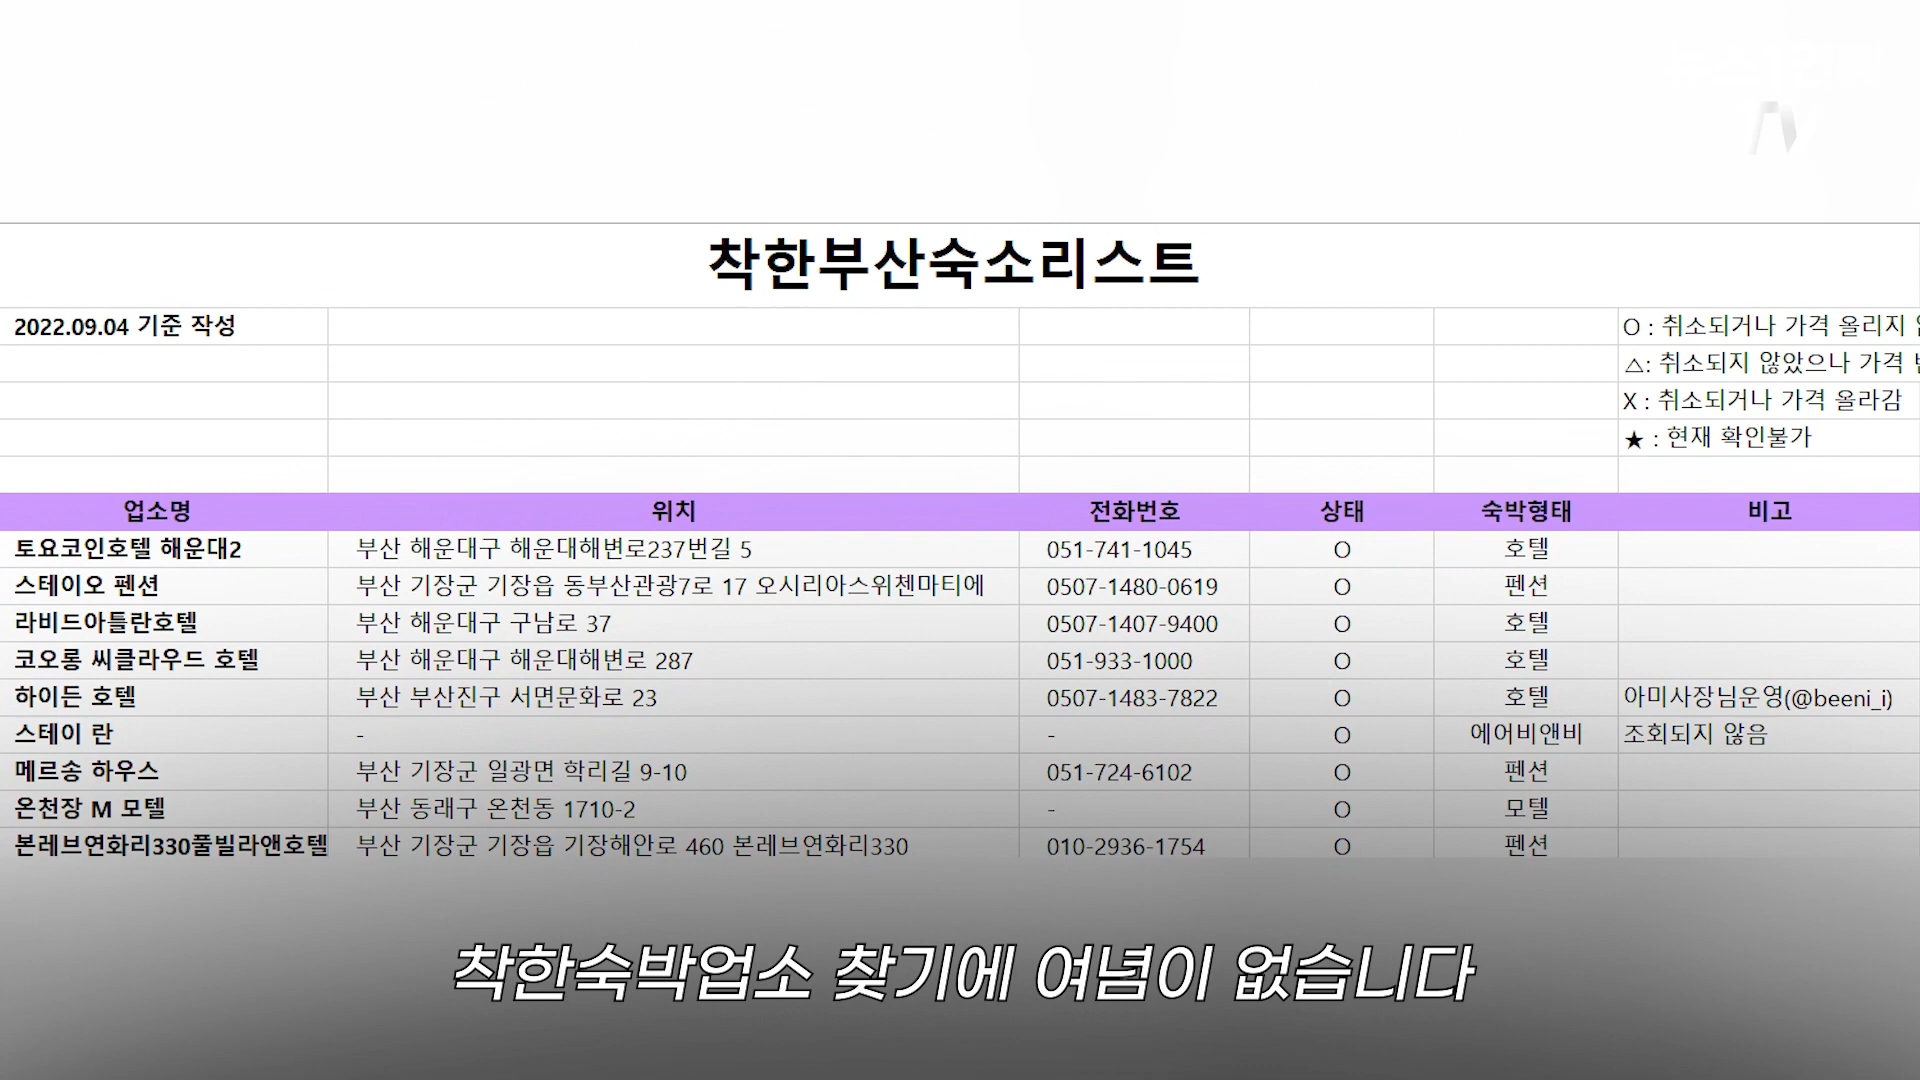 착한부산숙소리스트
2022.09.04 기준 작성
O : 취소되거나 가격 올리지
△: 취소되지 않았으나 가격
X : 취소되거나 가격 올라감
★ : 현재 확인불가
업소명 위치 전화번호 상태 숙박형태 비고
토요코인호텔 해운대2 부산 해운대구 해운대해변로237번길 5 051-741-1045 O 호텔
스테이오 펜션 부산 기장군 기장읍 동부산관광7로 17 오시리아스위첸마티에 0507-1480-0619 O 펜션
라비드아틀란호텔 부산 해운대구 구남로 37 0507-1407-9400 O 호텔
코오롱 씨클라우드 호텔 부산 해운대구 해운대해변로 287 051-933-1000 O 호텔
하이든 호텔 부산 부산진구 서면문화로 23 0507-1483-7822 O 호텔 아미사장님운영(@beeni_i)
스테이 란 - - O 에어비앤비 조회되지 않음
메르송 하우스 부산 기장군 일광면 학리길 9-10 051-724-6102 O 펜션
온천장 M 모텔 부산 동래구 온천동 1710-2 - O 모텔
본레브연화리330풀빌라앤호텔 부산 기장군 기장읍 기장해안로 460 본레브연화리330 010-2936-1754 O 펜션
착한숙박업소 찾기에 여념이 없습니다